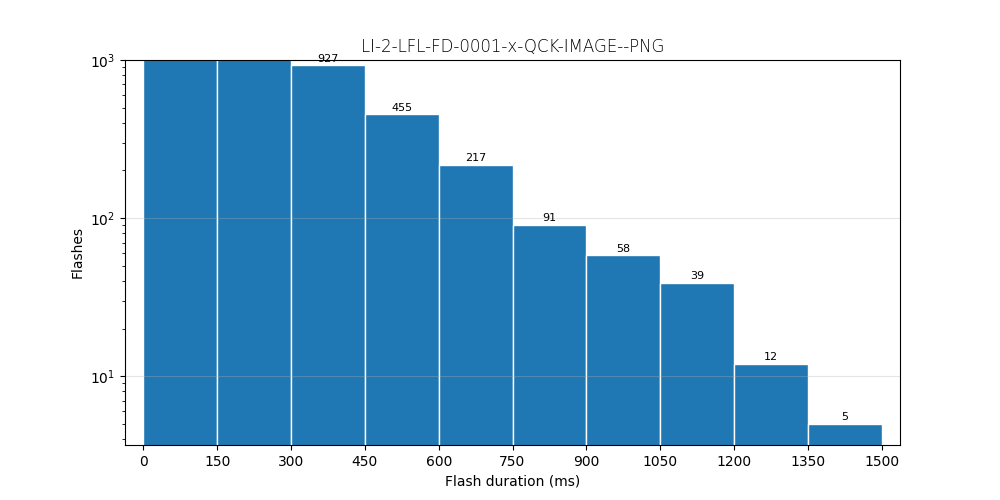 LI-2-LFL-FD-0001-x-QCK-IMAGE--PNG
10³
927
455
217
10²
91
58
39
10¹
12
5
Flashes
0 150 300 450 600 750 900 1050 1200 1350 1500
Flash duration (ms)